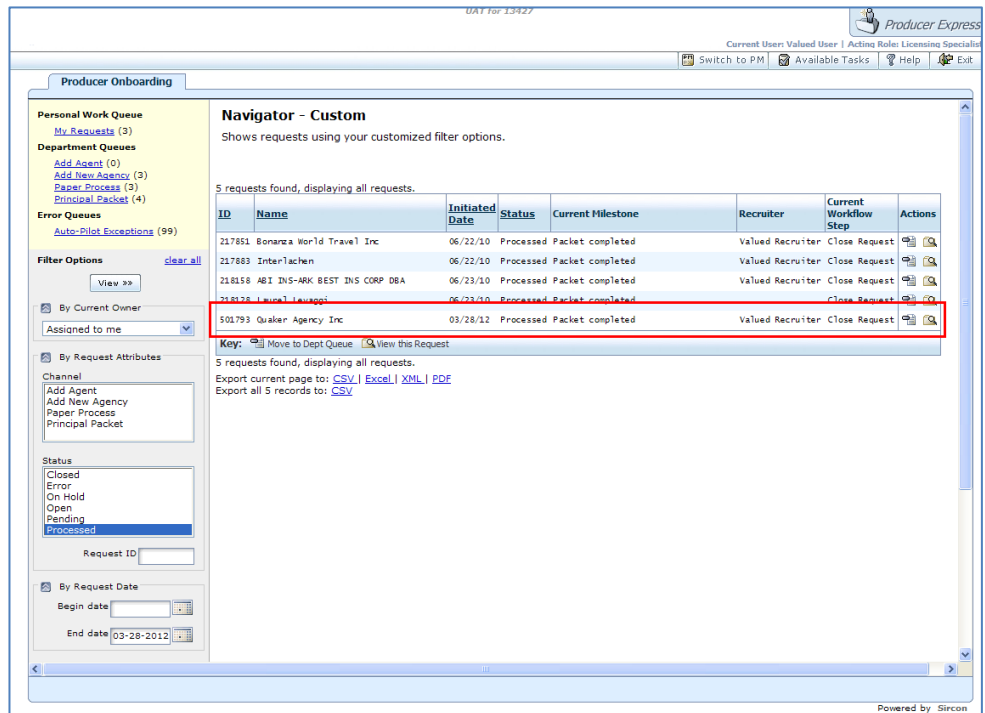 UAT for 13427
Producer Express
Current User: Valued User | Acting Role: Licensing Specialist
Switch to PM Available Tasks Help Exit
Producer Onboarding
Personal Work Queue
My Requests (3)
Department Queues
Add Agent (0)
Add New Agency (3)
Paper Process (3)
Principal Packet (4)
Error Queues
Auto-Pilot Exceptions (99)
Filter Options clear all
View >>
By Current Owner
Assigned to me
By Request Attributes
Channel
Add Agent
Add New Agency
Paper Process
Principal Packet
Status
Closed
Error
On Hold
Open
Pending
Processed
Request ID
By Request Date
Begin date
End date 03-28-2012
Navigator - Custom
Shows requests using your customized filter options.
5 requests found, displaying all requests.
ID Name Initiated Date Status Current Milestone Recruiter Current Workflow Step Actions
217851 Bonanza World Travel Inc 06/22/10 Processed Packet completed Valued Recruiter Close Request
217883 Interlachen 06/22/10 Processed Packet completed Valued Recruiter Close Request
218158 ABI INS-ARK BEST INS CORP DBA 06/23/10 Processed Packet completed Valued Recruiter Close Request
218128 Laurel Levaggi 06/23/10 Processed Packet completed Close Request
501793 Quaker Agency Inc 03/28/12 Processed Packet completed Valued Recruiter Close Request
Key: Move to Dept Queue View this Request
5 requests found, displaying all requests.
Export current page to: CSV | Excel | XML | PDF
Export all 5 records to: CSV
Powered by Sircon